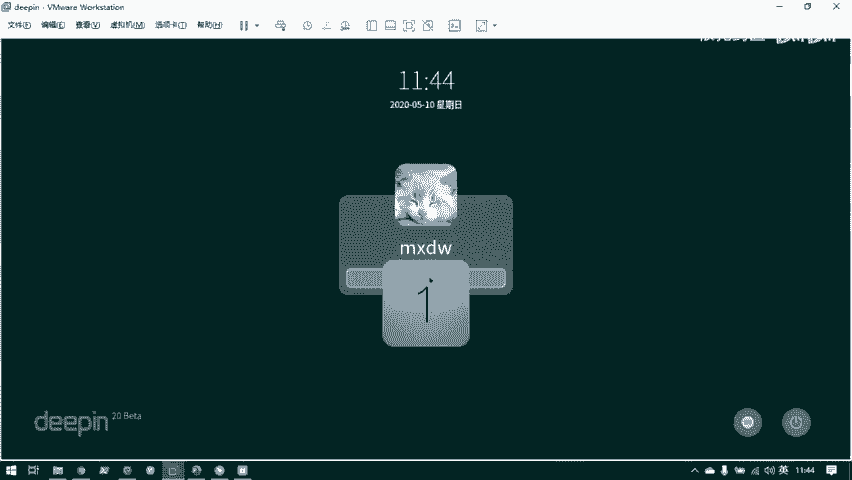 deepin - VMware Workstation
文件(F) 编辑(E) 查看(V) 虚拟机(M) 选项卡(T) 帮助(H)
11:44
2020-05-10 星期日
mxdw
1
deepin 20 Beta
英 11:44